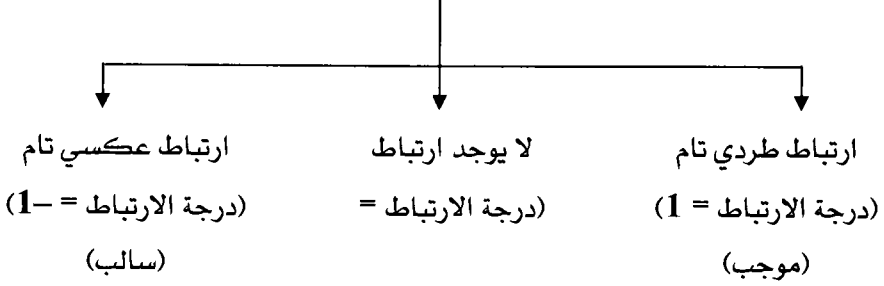 ارتباط طردي تام
(درجة الارتباط = 1)
(موجب)
لا يوجد ارتباط
(درجة الارتباط =
ارتباط عكسي تام
(درجة الارتباط = –1)
(سالب)